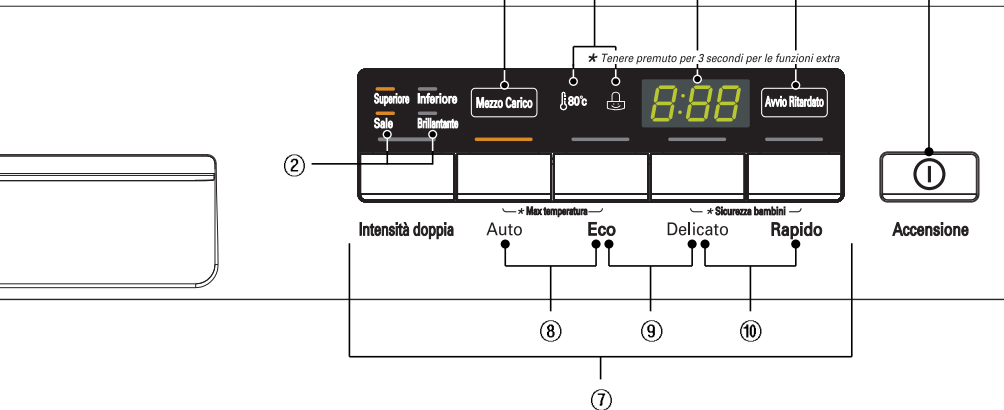 * Tenere premuto per 3 secondi per le funzioni extra
Superiore Inferiore
Sale Brillantante
Mezzo Carico
80°c
8:88
Avvio Ritardato
②
* Max temperatura
* Sicurezza bambini
Intensità doppia Auto Eco Delicato Rapido Accensione
⑧ ⑨ ⑩
⑦